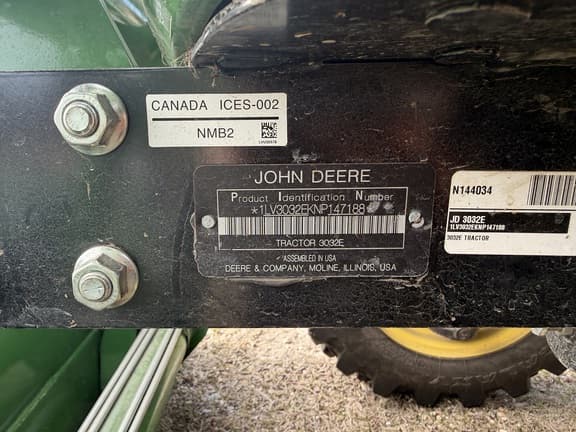 CANADA ICES-002
NMB2
JOHN DEERE
Product Identification Number
*1LV3032EKNP147188*
TRACTOR 3032E
ASSEMBLED IN USA
DEERE & COMPANY, MOLINE, ILLINOIS, USA
N144034
JD 3032E
1LV3032EKNP147188
3032E TRACTOR